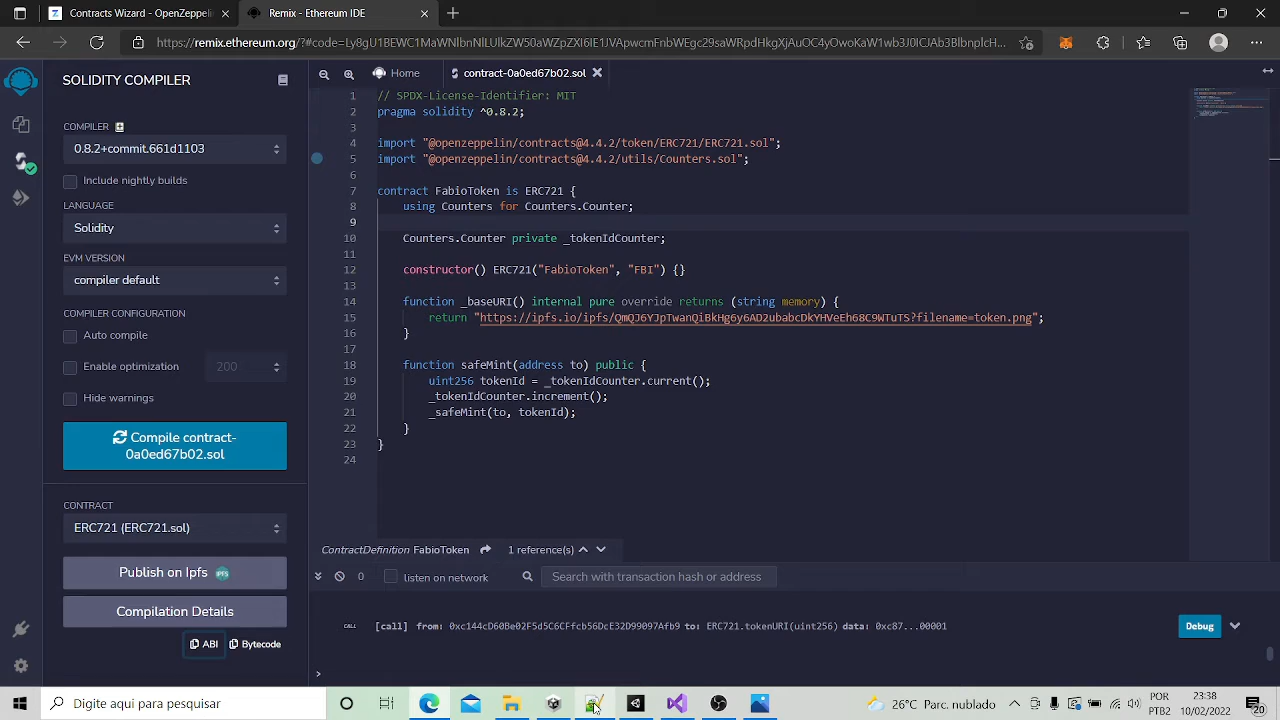 Contracts Wizard - OpenZeppelin
Remix - Ethereum IDE
https://remix.ethereum.org/?#code=Ly8gU1BEWC1MaWNlbnNlLUlkZW50aWZpZXI6IE1JVApwcmFnbWEgc29saWRpdHkgXjAuOC4yOwoKaW1wb3J0ICJAb3BlbnplcHBl...
SOLIDITY COMPILER
Home
contract-0a0ed67b02.sol
COMPILER
0.8.2+commit.661d1103
Include nightly builds
LANGUAGE
Solidity
EVM VERSION
compiler default
COMPILER CONFIGURATION
Auto compile
Enable optimization
200
Hide warnings
Compile contract-
0a0ed67b02.sol
CONTRACT
ERC721 (ERC721.sol)
Publish on Ipfs
IPFS
Compilation Details
ABI
Bytecode
1 // SPDX-License-Identifier: MIT
2 pragma solidity ^0.8.2;
3
4 import "@openzeppelin/contracts@4.4.2/token/ERC721/ERC721.sol";
5 import "@openzeppelin/contracts@4.4.2/utils/Counters.sol";
6
7 contract FabioToken is ERC721 {
8 using Counters for Counters.Counter;
9
10 Counters.Counter private _tokenIdCounter;
11
12 constructor() ERC721("FabioToken", "FBI") {}
13
14 function _baseURI() internal pure override returns (string memory) {
15 return "https://ipfs.io/ipfs/QmQJ6YJpTwanQiBkHg6y6AD2ubabcDkYHVeEh68C9WTuTS?filename=token.png";
16 }
17
18 function safeMint(address to) public {
19 uint256 tokenId = _tokenIdCounter.current();
20 _tokenIdCounter.increment();
21 _safeMint(to, tokenId);
22 }
23 }
24
ContractDefinition FabioToken
1 reference(s)
0
listen on network
Search with transaction hash or address
CALL
[call] from: 0xc144cD60Be02F5d5C6CFfcb56DcE32D99097Afb9 to: ERC721.tokenURI(uint256) data: 0xc87...00001
Debug
>
Digite aqui para pesquisar
26°C Parc. nublado
POR
PTB2
23:38
10/02/2022
20